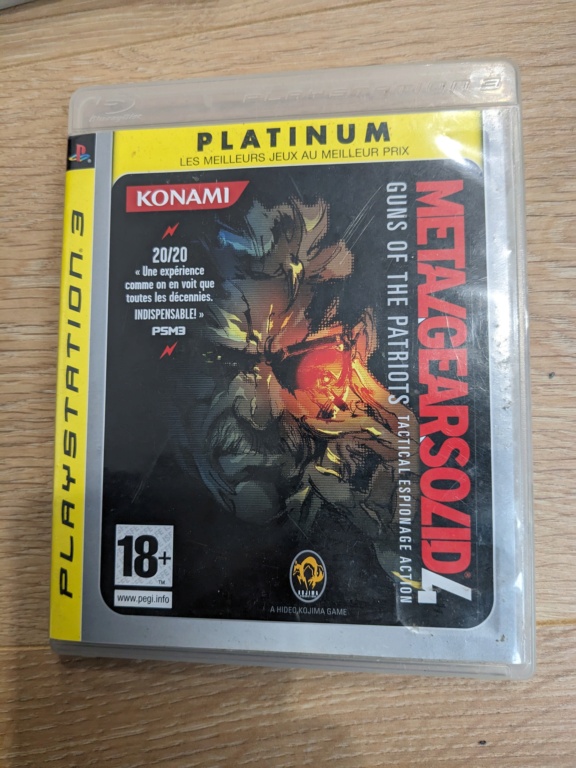 PLAYSTATION 3
PLATINUM
LES MEILLEURS JEUX AU MEILLEUR PRIX
PLAYSTATION 3
KONAMI
20/20
« Une expérience
comme on en voit que
toutes les décennies.
INDISPENSABLE! »
PSM3
METAL GEAR SOLID 4
GUNS OF THE PATRIOTS TACTICAL ESPIONAGE ACTION
18+
TM
www.pegi.info
KOJIMA
A HIDEO KOJIMA GAME